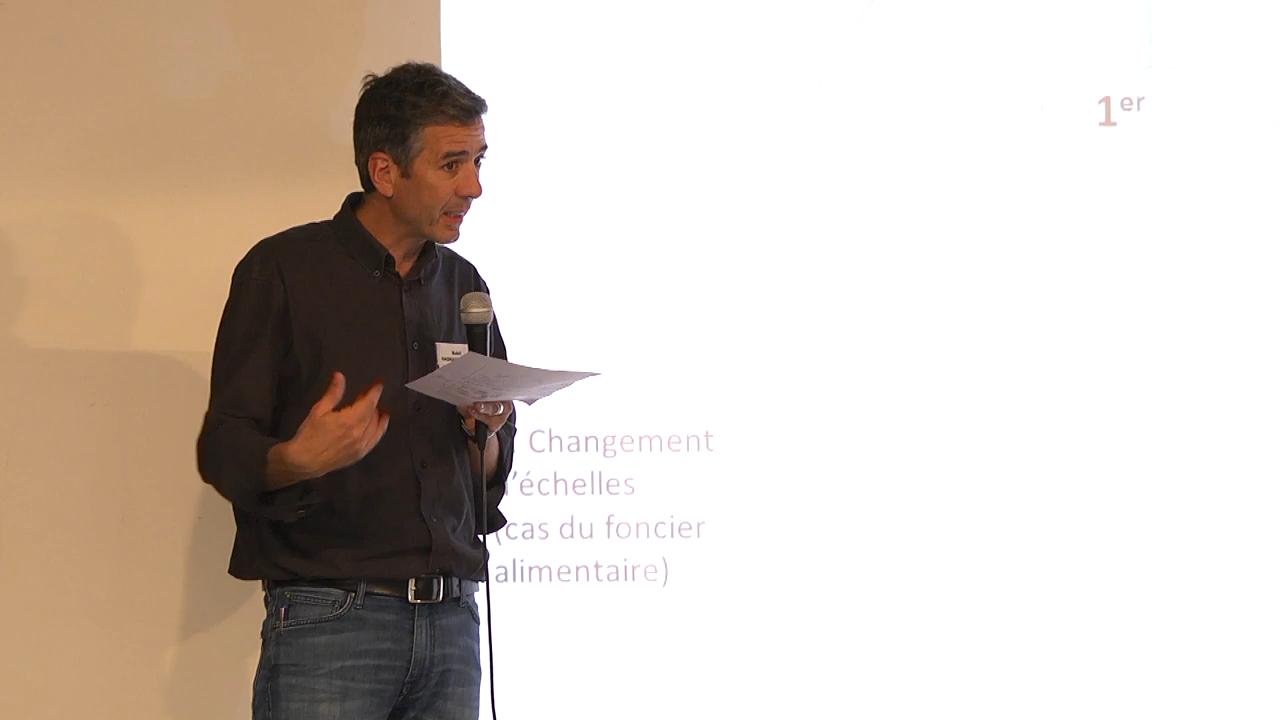 1er
Changement
d'échelles
(cas du foncier
alimentaire)